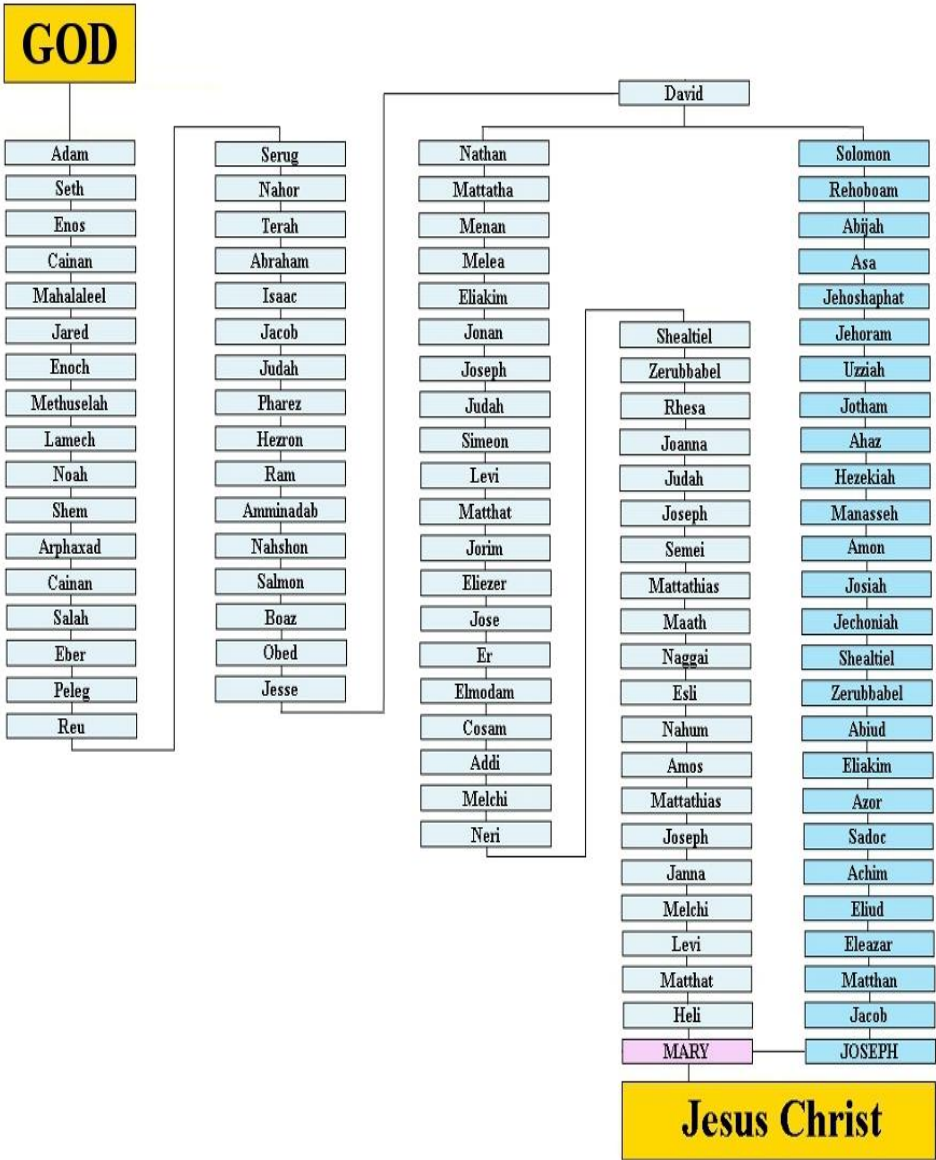 GOD
Adam
Seth
Enos
Cainan
Mahalaleel
Jared
Enoch
Methuselah
Lamech
Noah
Shem
Arphaxad
Cainan
Salah
Eber
Peleg
Reu
Serug
Nahor
Terah
Abraham
Isaac
Jacob
Judah
Pharez
Hezron
Ram
Amminadab
Nahshon
Salmon
Boaz
Obed
Jesse
David
Nathan
Mattatha
Menan
Melea
Eliakim
Jonan
Joseph
Judah
Simeon
Levi
Matthat
Jorim
Eliezer
Jose
Er
Elmodam
Cosam
Addi
Melchi
Neri
Shealtiel
Zerubbabel
Rhesa
Joanna
Judah
Joseph
Semei
Mattathias
Maath
Naggai
Esli
Nahum
Amos
Mattathias
Joseph
Janna
Melchi
Levi
Matthat
Heli
MARY
Solomon
Rehoboam
Abijah
Asa
Jehoshaphat
Jehoram
Uzziah
Jotham
Ahaz
Hezekiah
Manasseh
Amon
Josiah
Jechoniah
Shealtiel
Zerubbabel
Abiud
Eliakim
Azor
Sadoc
Achim
Eliud
Eleazar
Matthan
Jacob
JOSEPH
Jesus Christ